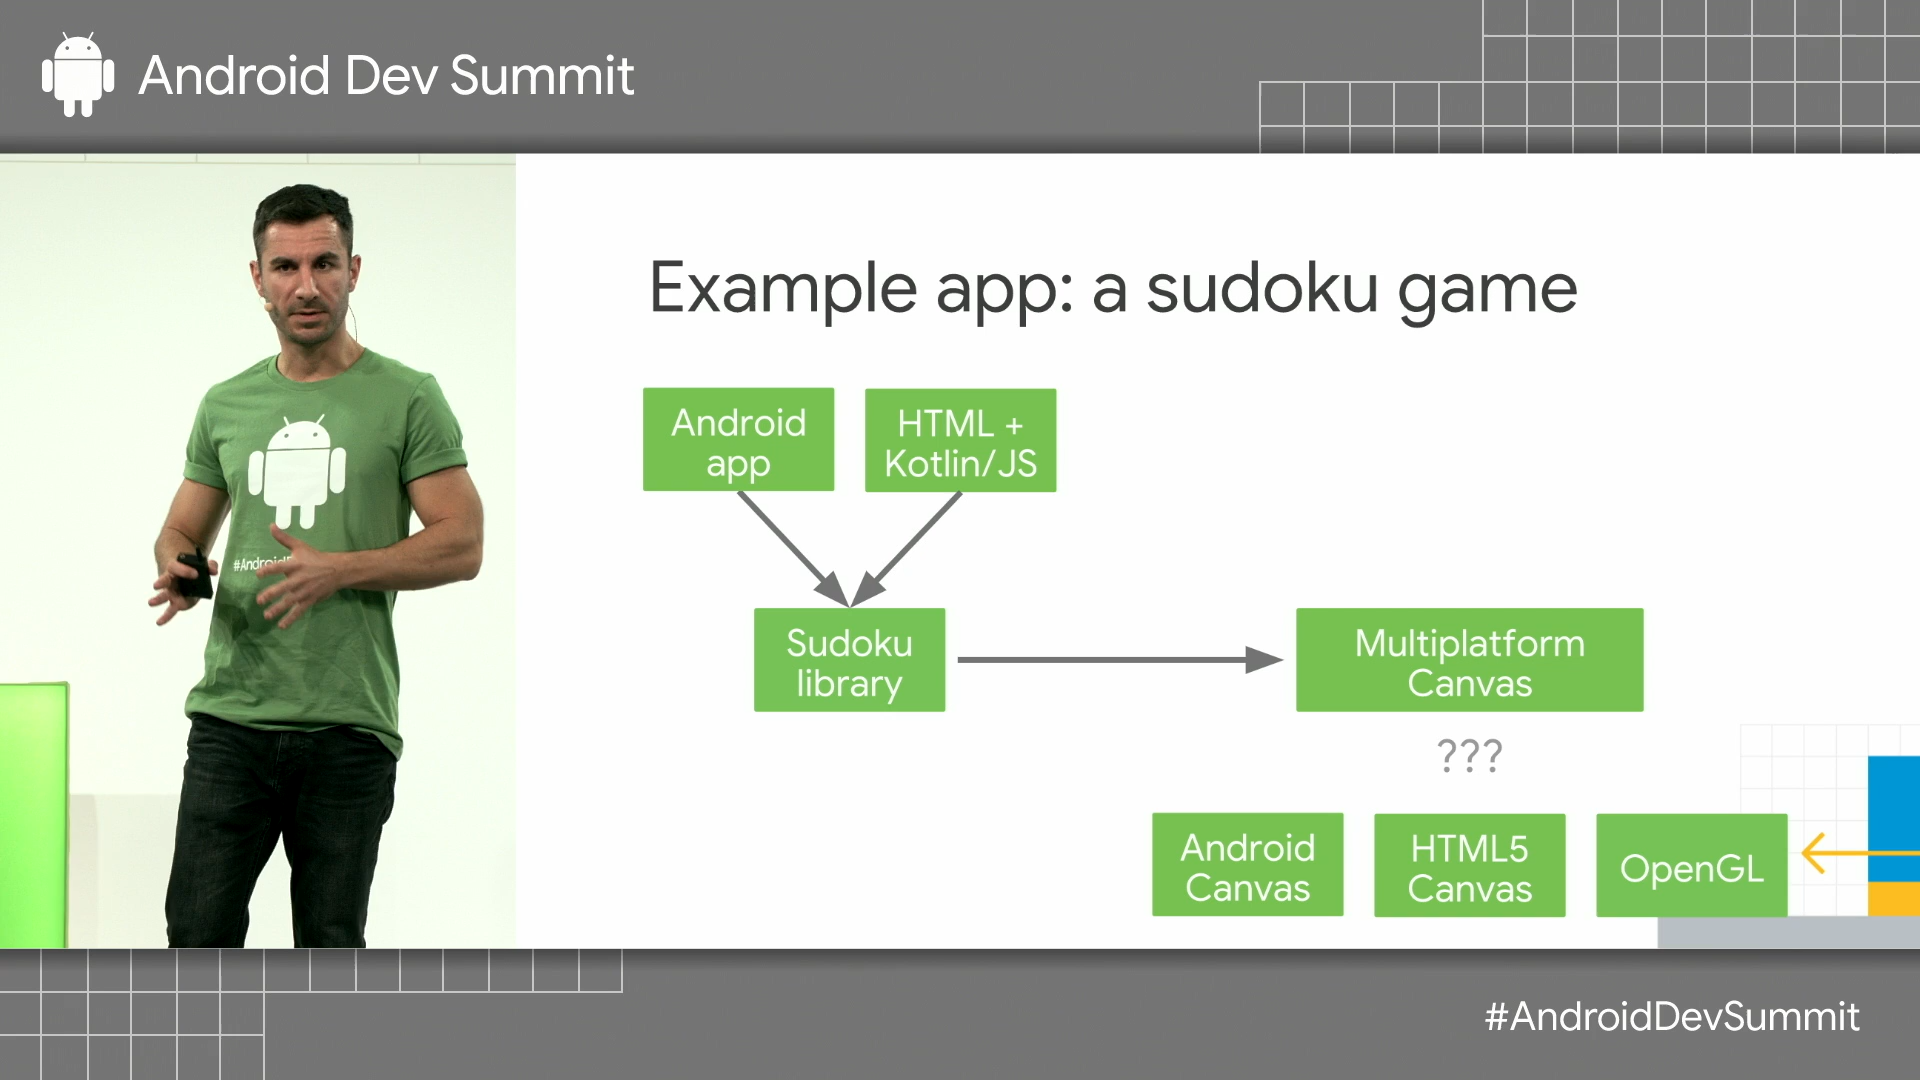 Android Dev Summit
Example app: a sudoku game
Android
app
HTML +
Kotlin/JS
Sudoku
library
Multiplatform
Canvas
???
Android
Canvas
HTML5
Canvas
OpenGL
#AndroidDevSummit